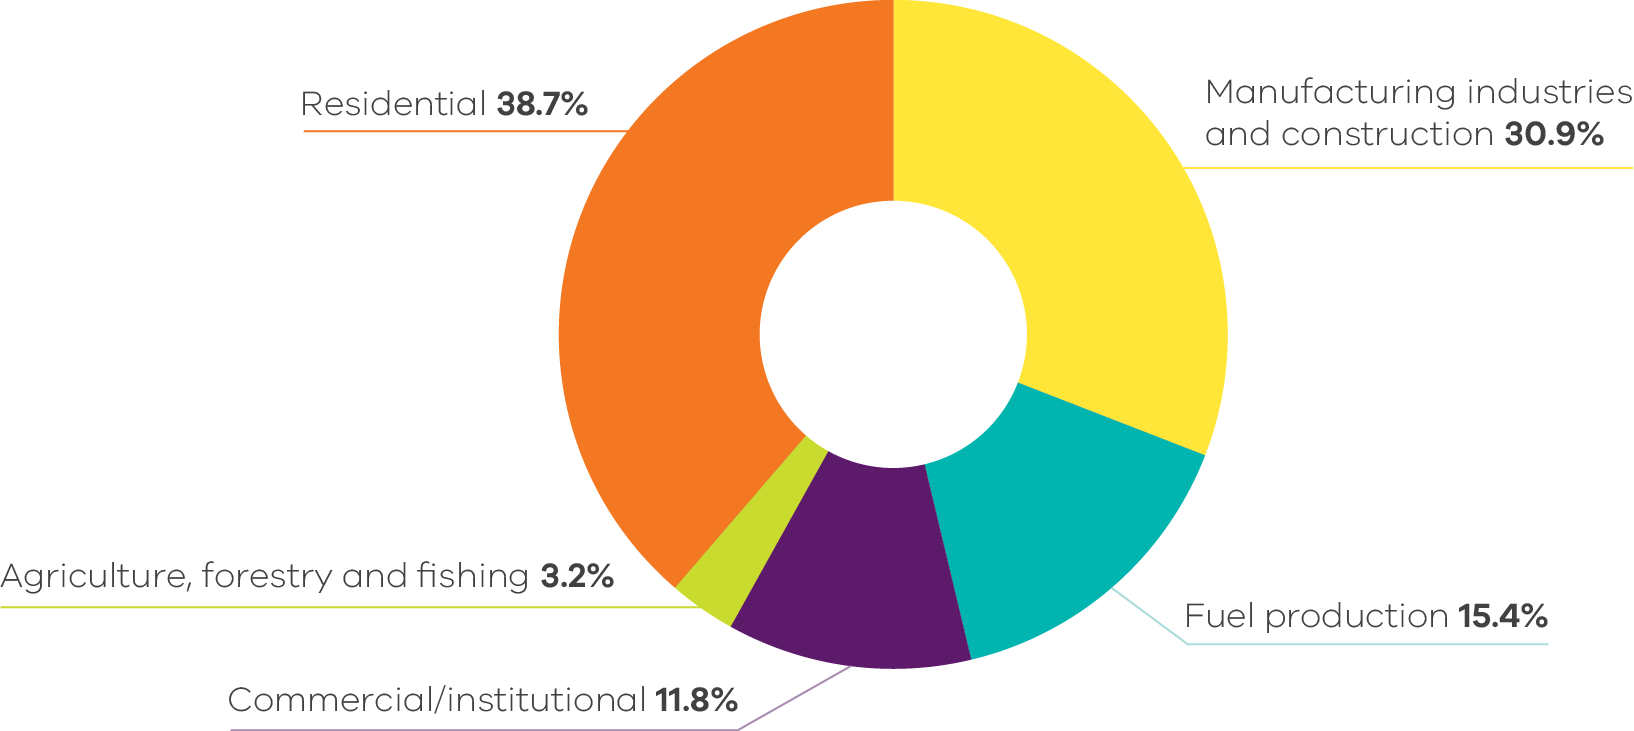 Residential 38.7%
Manufacturing industries
and construction 30.9%
Agriculture, forestry and fishing 3.2%
Fuel production 15.4%
Commercial/institutional 11.8%